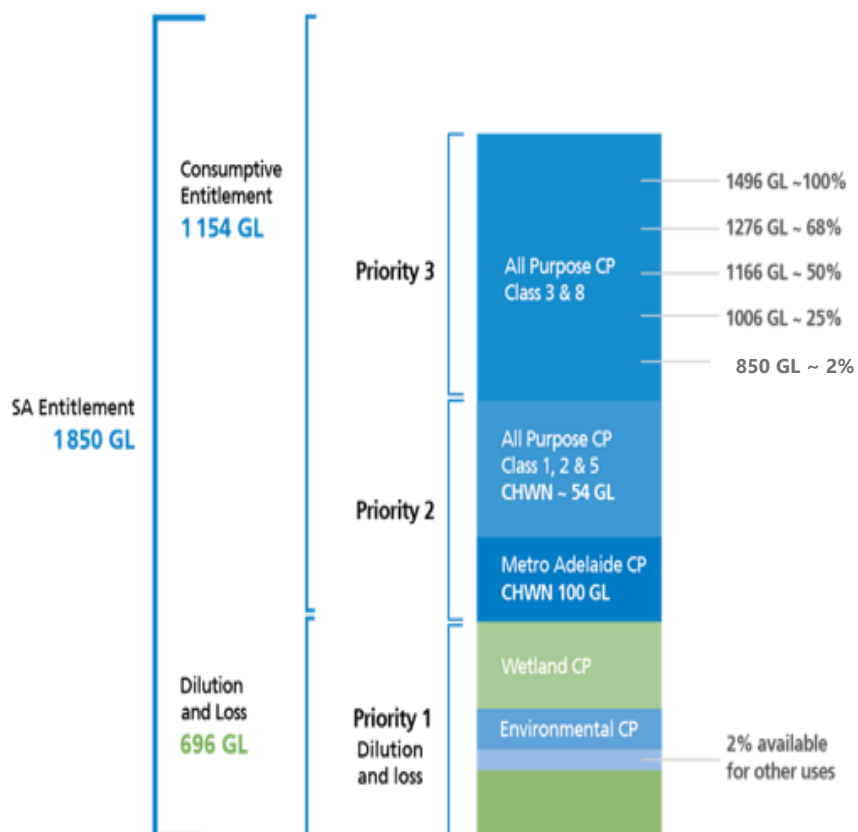 SA Entitlement
1850 GL
Consumptive
Entitlement
1154 GL
Dilution
and Loss
696 GL
Priority 3
Priority 2
Priority 1
Dilution
and loss
All Purpose CP
Class 3 & 8
All Purpose CP
Class 1, 2 & 5
CHWN ~ 54 GL
Metro Adelaide CP
CHWN 100 GL
Wetland CP
Environmental CP
1496 GL ~100%
1276 GL ~ 68%
1166 GL ~ 50%
1006 GL ~ 25%
850 GL ~ 2%
2% available
for other uses